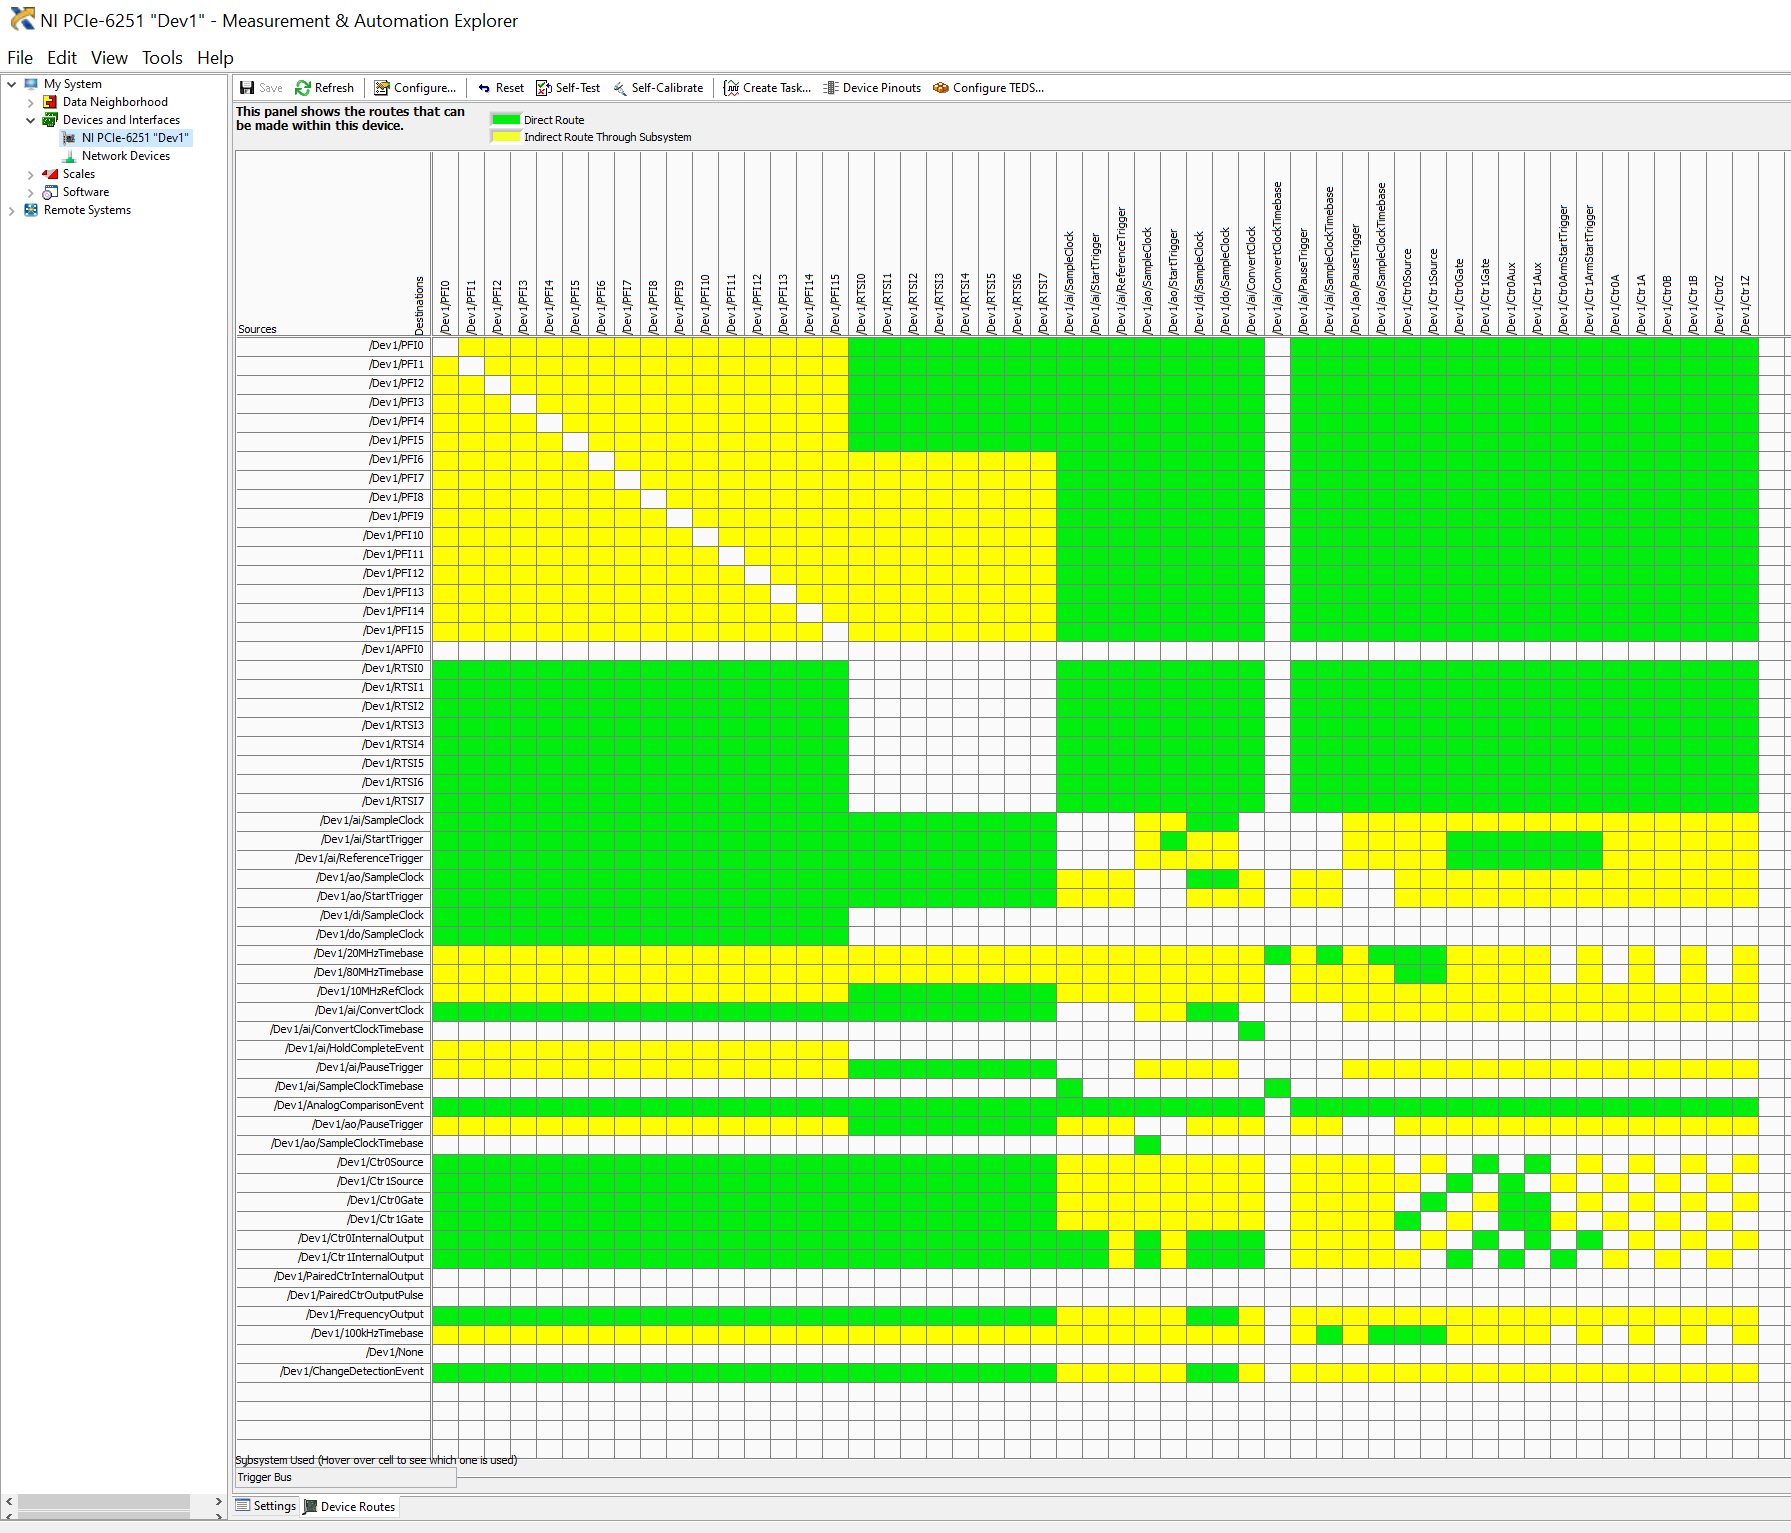 NI PCIe-6251 "Dev1" - Measurement & Automation Explorer
File Edit View Tools Help
My System
Data Neighborhood
Devices and Interfaces
NI PCIe-6251 "Dev1"
Network Devices
Scales
Software
Remote Systems
Save Refresh Configure... Reset Self-Test Self-Calibrate Create Task... Device Pinouts Configure TEDS...
This panel shows the routes that can
be made within this device.
Direct Route
Indirect Route Through Subsystem
Sources
Destinations
/Dev1/PFI0
/Dev1/PFI1
/Dev1/PFI2
/Dev1/PFI3
/Dev1/PFI4
/Dev1/PFI5
/Dev1/PFI6
/Dev1/PFI7
/Dev1/PFI8
/Dev1/PFI9
/Dev1/PFI10
/Dev1/PFI11
/Dev1/PFI12
/Dev1/PFI13
/Dev1/PFI14
/Dev1/PFI15
/Dev1/RTSI0
/Dev1/RTSI1
/Dev1/RTSI2
/Dev1/RTSI3
/Dev1/RTSI4
/Dev1/RTSI5
/Dev1/RTSI6
/Dev1/RTSI7
/Dev1/ai/SampleClock
/Dev1/ai/StartTrigger
/Dev1/ai/ReferenceTrigger
/Dev1/ao/SampleClock
/Dev1/ao/StartTrigger
/Dev1/di/SampleClock
/Dev1/do/SampleClock
/Dev1/ai/ConvertClock
/Dev1/ai/ConvertClockTimebase
/Dev1/ai/PauseTrigger
/Dev1/ai/SampleClockTimebase
/Dev1/ao/PauseTrigger
/Dev1/ao/SampleClockTimebase
/Dev1/Ctr0Source
/Dev1/Ctr1Source
/Dev1/Ctr0Gate
/Dev1/Ctr1Gate
/Dev1/Ctr0Aux
/Dev1/Ctr1Aux
/Dev1/Ctr0ArmStartTrigger
/Dev1/Ctr1ArmStartTrigger
/Dev1/Ctr0A
/Dev1/Ctr1A
/Dev1/Ctr0B
/Dev1/Ctr1B
/Dev1/Ctr0Z
/Dev1/Ctr1Z
/Dev1/PFI0
/Dev1/PFI1
/Dev1/PFI2
/Dev1/PFI3
/Dev1/PFI4
/Dev1/PFI5
/Dev1/PFI6
/Dev1/PFI7
/Dev1/PFI8
/Dev1/PFI9
/Dev1/PFI10
/Dev1/PFI11
/Dev1/PFI12
/Dev1/PFI13
/Dev1/PFI14
/Dev1/PFI15
/Dev1/APFI0
/Dev1/RTSI0
/Dev1/RTSI1
/Dev1/RTSI2
/Dev1/RTSI3
/Dev1/RTSI4
/Dev1/RTSI5
/Dev1/RTSI6
/Dev1/RTSI7
/Dev1/ai/SampleClock
/Dev1/ai/StartTrigger
/Dev1/ai/ReferenceTrigger
/Dev1/ao/SampleClock
/Dev1/ao/StartTrigger
/Dev1/di/SampleClock
/Dev1/do/SampleClock
/Dev1/20MHzTimebase
/Dev1/80MHzTimebase
/Dev1/10MHzRefClock
/Dev1/ai/ConvertClock
/Dev1/ai/ConvertClockTimebase
/Dev1/ai/HoldCompleteEvent
/Dev1/ai/PauseTrigger
/Dev1/ai/SampleClockTimebase
/Dev1/AnalogComparisonEvent
/Dev1/ao/PauseTrigger
/Dev1/ao/SampleClockTimebase
/Dev1/Ctr0Source
/Dev1/Ctr1Source
/Dev1/Ctr0Gate
/Dev1/Ctr1Gate
/Dev1/Ctr0InternalOutput
/Dev1/Ctr1InternalOutput
/Dev1/PairedCtrInternalOutput
/Dev1/PairedCtrOutputPulse
/Dev1/FrequencyOutput
/Dev1/100kHzTimebase
/Dev1/None
/Dev1/ChangeDetectionEvent
Subsystem Used (Hover over cell to see which one is used)
Trigger Bus
Settings Device Routes